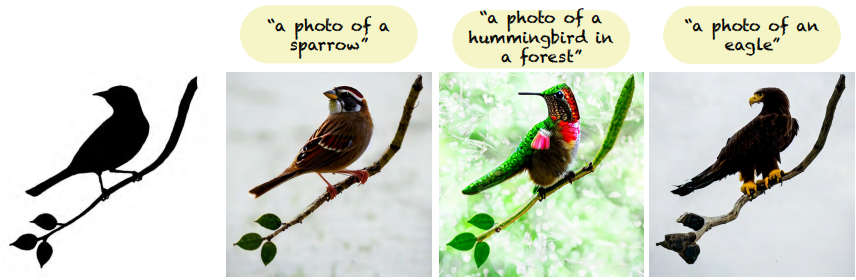 “a photo of a
sparrow”
“a photo of a
hummingbird in
a forest”
“a photo of an
eagle”